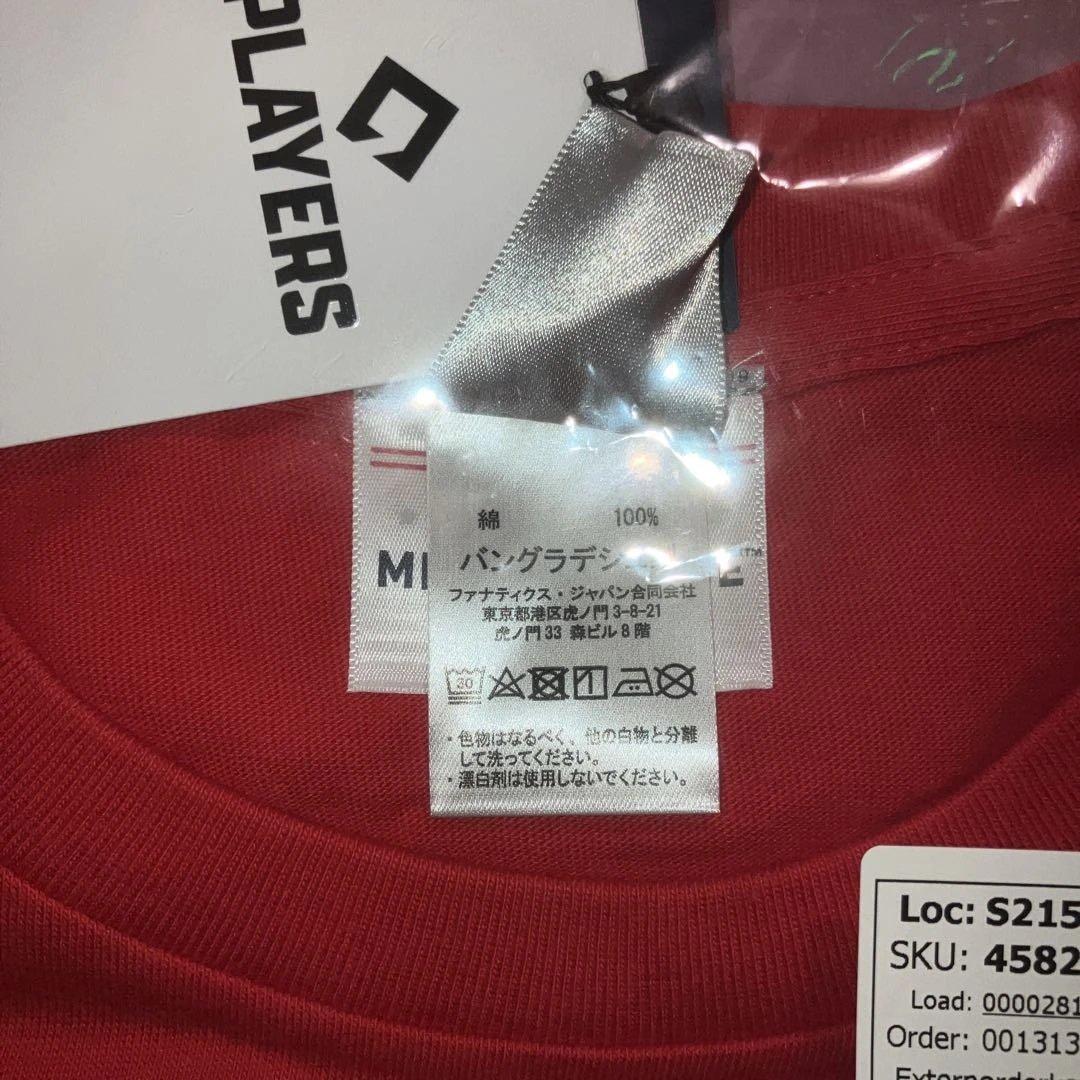 PLAYERS
綿 100%
バングラデシ
ファナティクス・ジャパン合同会社
東京都港区虎ノ門3-8-21
虎ノ門33 森ビル8階
30
・色物はなるべく、他の白物と分離
して洗ってください。
・漂白剤は使用しないでください。
Loc: S215
SKU: 4582
Load: 0000281
Order: 001313